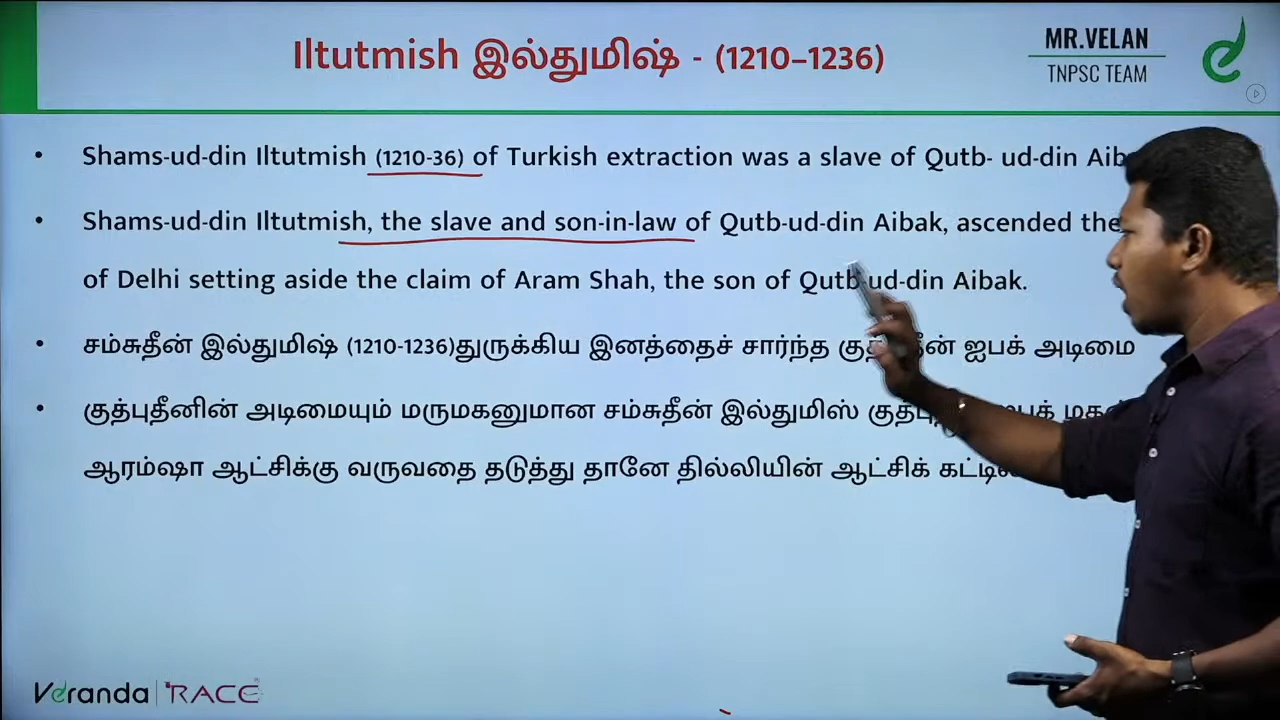 Iltutmish இல்துமிஷ் - (1210–1236)
MR.VELAN
TNPSC TEAM
• Shams-ud-din Iltutmish (1210-36) of Turkish extraction was a slave of Qutb- ud-din
• Shams-ud-din Iltutmish, the slave and son-in-law of Qutb-ud-din Aibak, ascended the
of Delhi setting aside the claim of Aram Shah, the son of Qutb-ud-din Aibak.
• சம்சுதீன் இல்துமிஷ் (1210-1236)துருக்கிய இனத்தைச் சார்ந்த ஐபக் அடிமை
• குத்புதீனின் அடிமையும் மருமகனுமான சம்சுதீன் இல்துமிஸ்
ஆரம்ஷா ஆட்சிக்கு வருவதை தடுத்து தானே தில்லியின் ஆட்சிக்
Veranda RACE